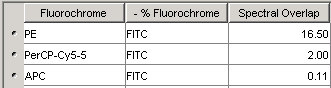 Fluorochrome - % Fluorochrome Spectral Overlap
PE FITC 16.50
PerCP-Cy5-5 FITC 2.00
APC FITC 0.11